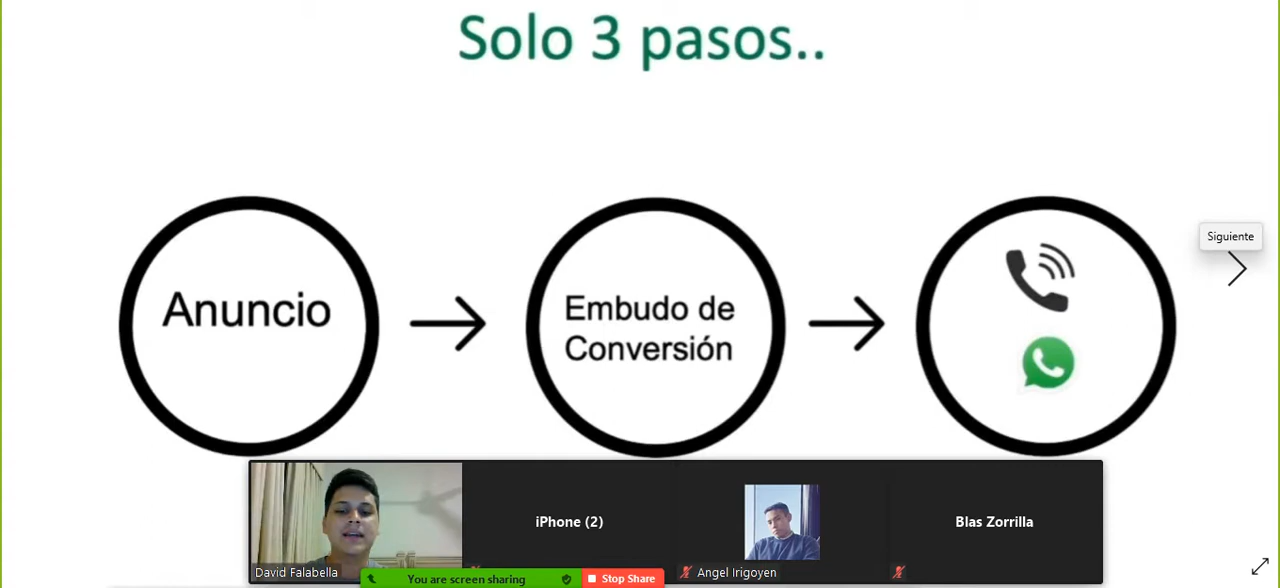 Solo 3 pasos..
Siguiente
Anuncio
Embudo de
Conversión
iPhone (2)
Blas Zorrilla
David Falabella
Angel Irigoyen
You are screen sharing
Stop Share